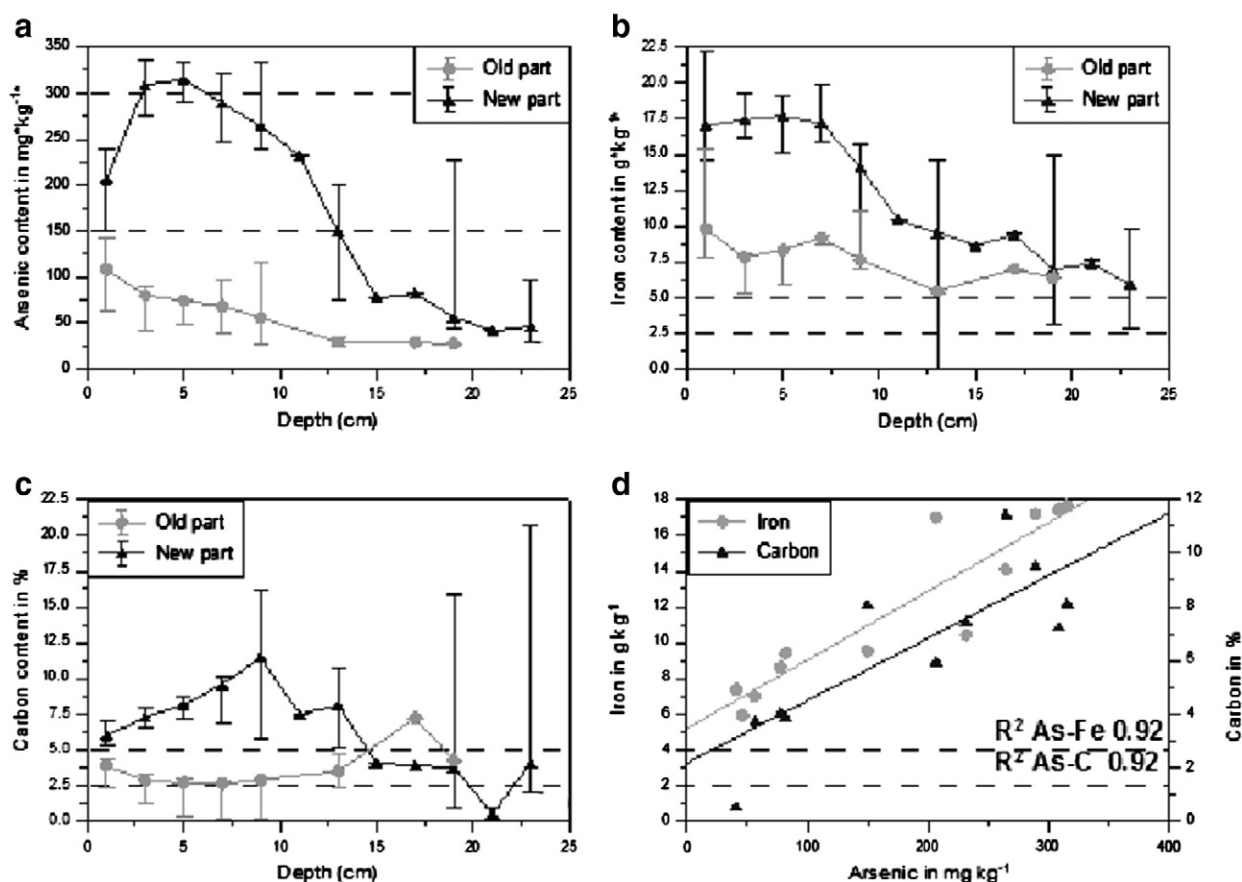 a
350
300
250
200
150
100
50
0
Arsenic content in mg*kg⁻¹*
Old part
New part
0 5 10 15 20 25
Depth (cm)
b
22.5
20.0
17.5
15.0
12.5
10.0
7.5
5.0
2.5
0.0
Iron content in g*kg
Old part
New part
0 5 10 15 20 25
Depth (cm)
c
22.5
20.0
17.5
15.0
12.5
10.0
7.5
5.0
2.5
0.0
Carbon content in %
Old part
New part
0 5 10 15 20 25
Depth (cm)
d
18
16
14
12
10
8
6
4
2
0
Iron in gkg⁻¹
Iron
Carbon
R² As-Fe 0.92
R² As-C 0.92
12
10
8
6
4
2
0
Carbon in %
0 100 200 300 400
Arsenic in mg kg⁻¹